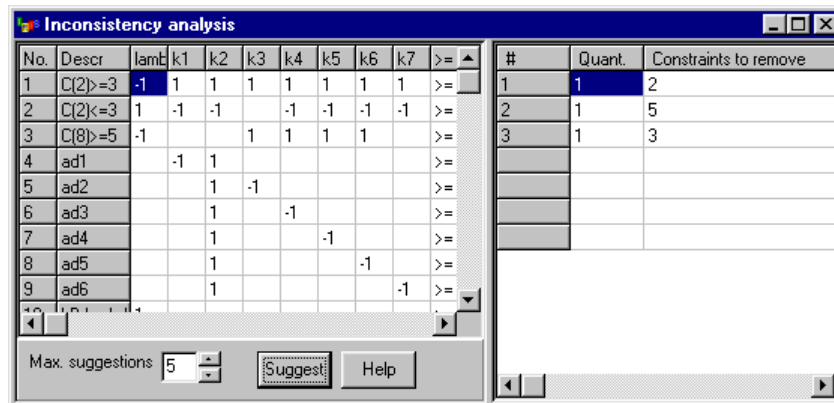 Inconsistency analysis
No. Descr lamb k1 k2 k3 k4 k5 k6 k7 >=
1 C(2)>=3 -1 1 1 1 1 1 1 1 >=
2 C(2)<=3 1 -1 -1 -1 -1 -1 -1 >=
3 C(8)>=5 -1 1 1 1 1 >=
4 ad1 -1 1 >=
5 ad2 1 -1 >=
6 ad3 1 -1 >=
7 ad4 1 -1 >=
8 ad5 1 -1 >=
9 ad6 1 -1 >=
Max. suggestions 5 Suggest Help
# Quant. Constraints to remove
1 1 2
2 1 5
3 1 3